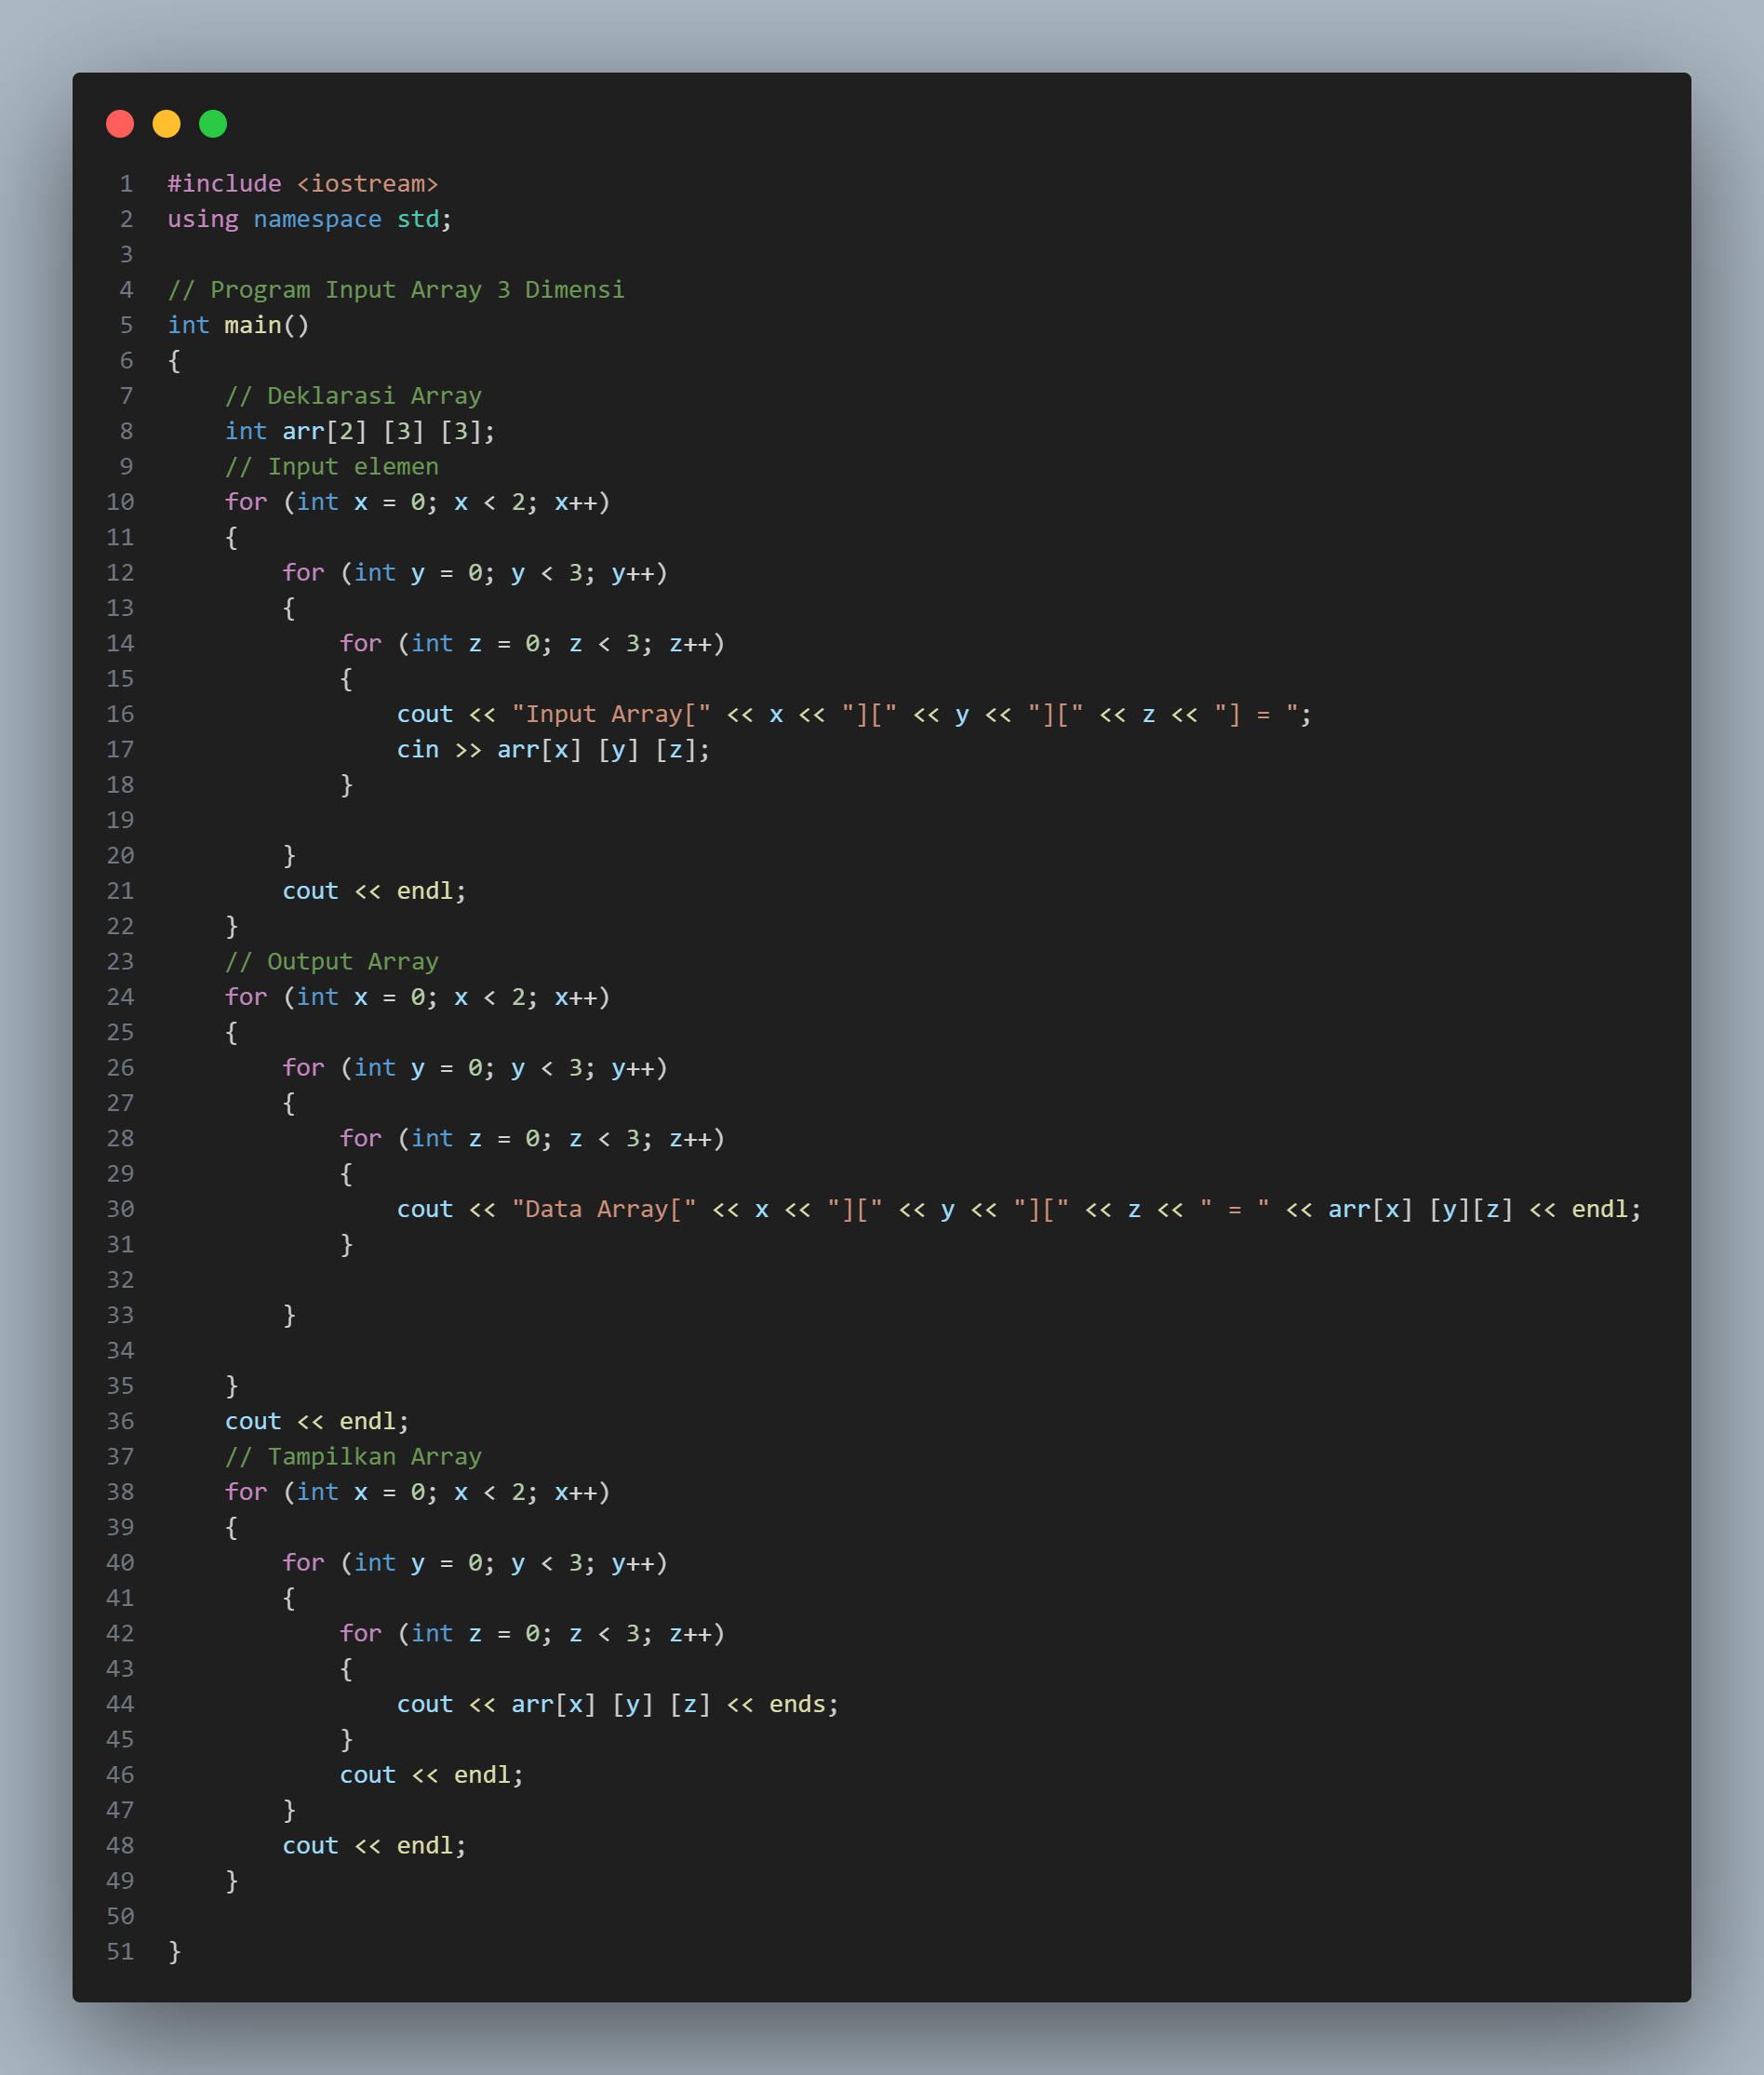 1 #include <iostream>
2 using namespace std;
3
4 // Program Input Array 3 Dimensi
5 int main()
6 {
7     // Deklarasi Array
8     int arr[2] [3] [3];
9     // Input elemen
10     for (int x = 0; x < 2; x++)
11     {
12         for (int y = 0; y < 3; y++)
13         {
14             for (int z = 0; z < 3; z++)
15             {
16                 cout << "Input Array[" << x << "][" << y << "][" << z << "] = ";
17                 cin >> arr[x] [y] [z];
18             }
19
20         }
21         cout << endl;
22     }
23     // Output Array
24     for (int x = 0; x < 2; x++)
25     {
26         for (int y = 0; y < 3; y++)
27         {
28             for (int z = 0; z < 3; z++)
29             {
30                 cout << "Data Array[" << x << "][" << y << "][" << z << " = " << arr[x] [y][z] << endl;
31             }
32
33         }
34
35     }
36     cout << endl;
37     // Tampilkan Array
38     for (int x = 0; x < 2; x++)
39     {
40         for (int y = 0; y < 3; y++)
41         {
42             for (int z = 0; z < 3; z++)
43             {
44                 cout << arr[x] [y] [z] << ends;
45             }
46             cout << endl;
47         }
48         cout << endl;
49     }
50
51 }